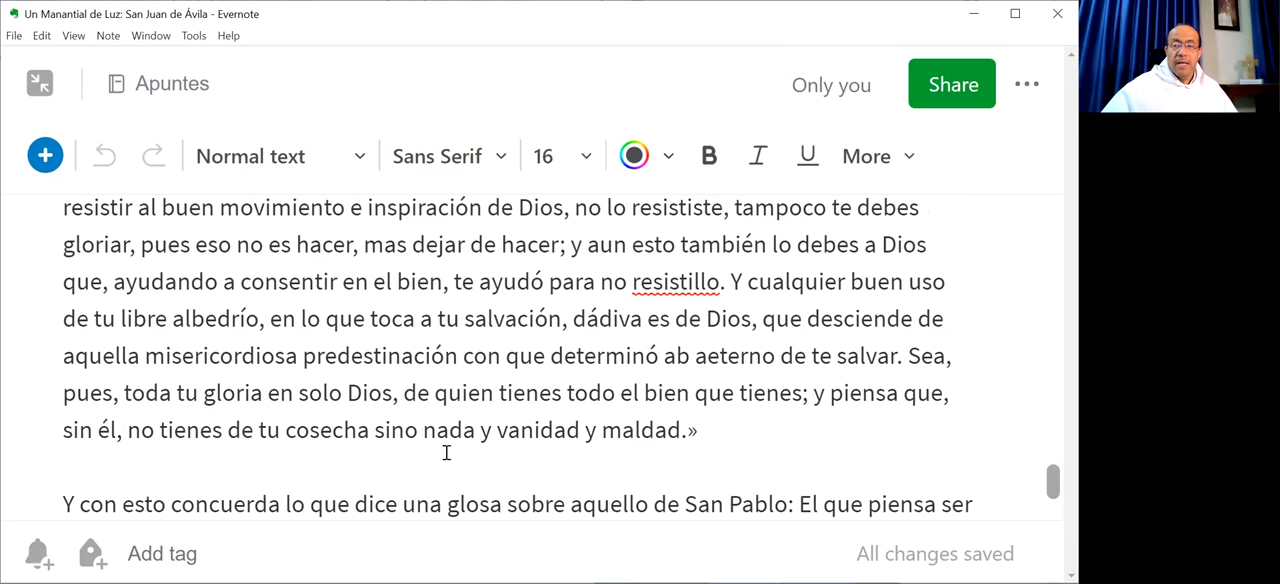 Un Manantial de Luz: San Juan de Ávila - Evernote
File Edit View Note Window Tools Help
Apuntes
Only you
Share
Normal text
Sans Serif
16
B I U More
resistir al buen movimiento e inspiración de Dios, no lo resististe, tampoco te debes
gloriar, pues eso no es hacer, mas dejar de hacer; y aun esto también lo debes a Dios
que, ayudando a consentir en el bien, te ayudó para no resistillo. Y cualquier buen uso
de tu libre albedrío, en lo que toca a tu salvación, dádiva es de Dios, que desciende de
aquella misericordiosa predestinación con que determinó ab aeterno de te salvar. Sea,
pues, toda tu gloria en solo Dios, de quien tienes todo el bien que tienes; y piensa que,
sin él, no tienes de tu cosecha sino nada y vanidad y maldad.»
Y con esto concuerda lo que dice una glosa sobre aquello de San Pablo: El que piensa ser
Add tag
All changes saved